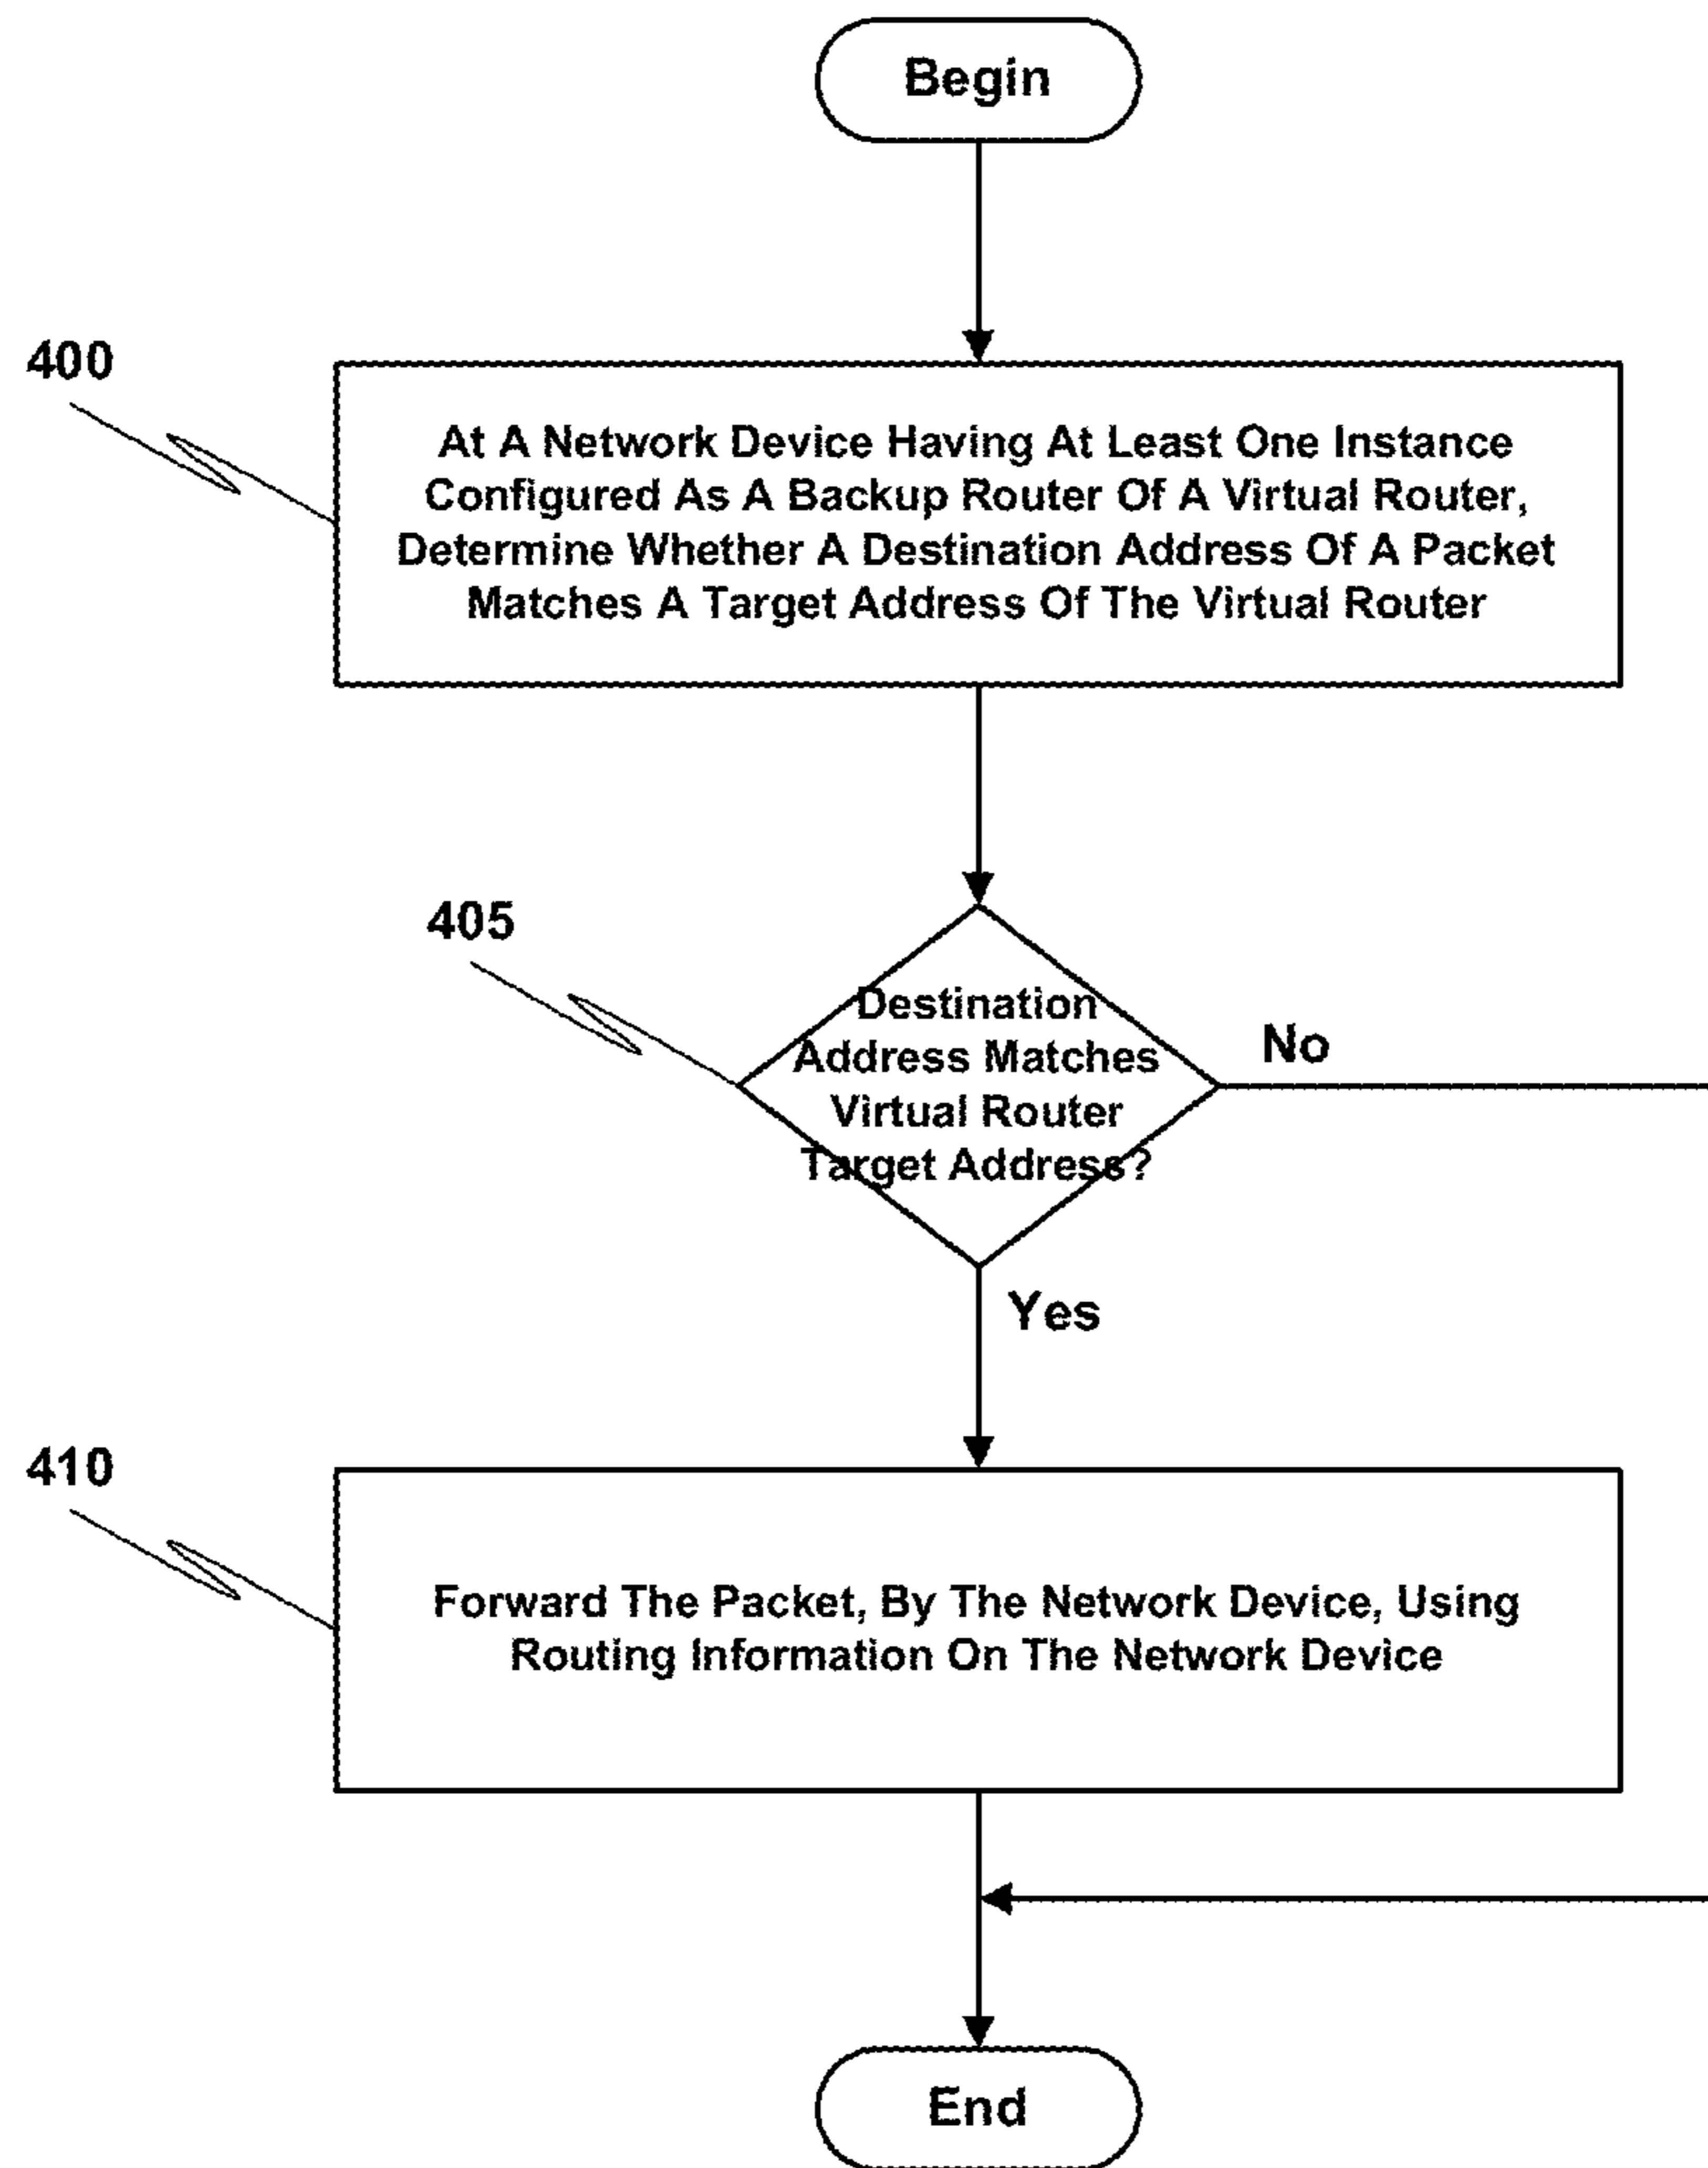 Begin
400
At A Network Device Having At Least One Instance
Configured As A Backup Router Of A Virtual Router,
Determine Whether A Destination Address Of A Packet
Matches A Target Address Of The Virtual Router
405
Destination
Address Matches
Virtual Router
Target Address?
No
Yes
410
Forward The Packet, By The Network Device, Using
Routing Information On The Network Device
End